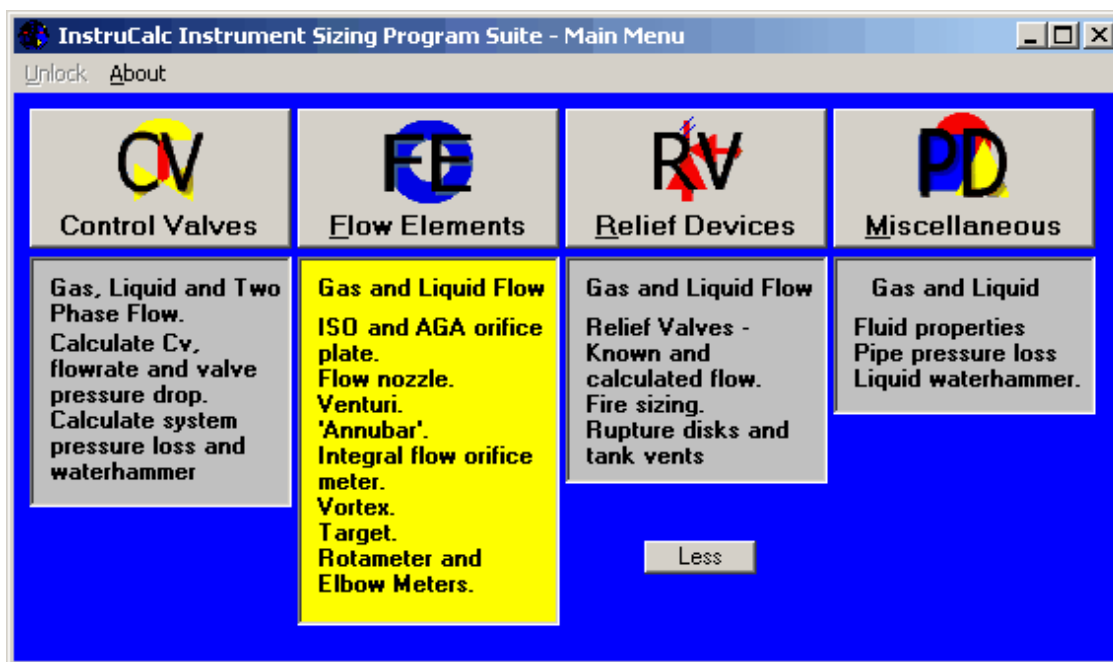 InstruCalc Instrument Sizing Program Suite - Main Menu
Unlock About
CV
Control Valves
FE
Flow Elements
RV
Relief Devices
PD
Miscellaneous
Gas, Liquid and Two
Phase Flow.
Calculate Cv,
flowrate and valve
pressure drop.
Calculate system
pressure loss and
waterhammer
Gas and Liquid Flow
ISO and AGA orifice
plate.
Flow nozzle.
Venturi.
'Annubar'.
Integral flow orifice
meter.
Vortex.
Target.
Rotameter and
Elbow Meters.
Gas and Liquid Flow
Relief Valves -
Known and
calculated flow.
Fire sizing.
Rupture disks and
tank vents
Gas and Liquid
Fluid properties
Pipe pressure loss
Liquid waterhammer.
Less